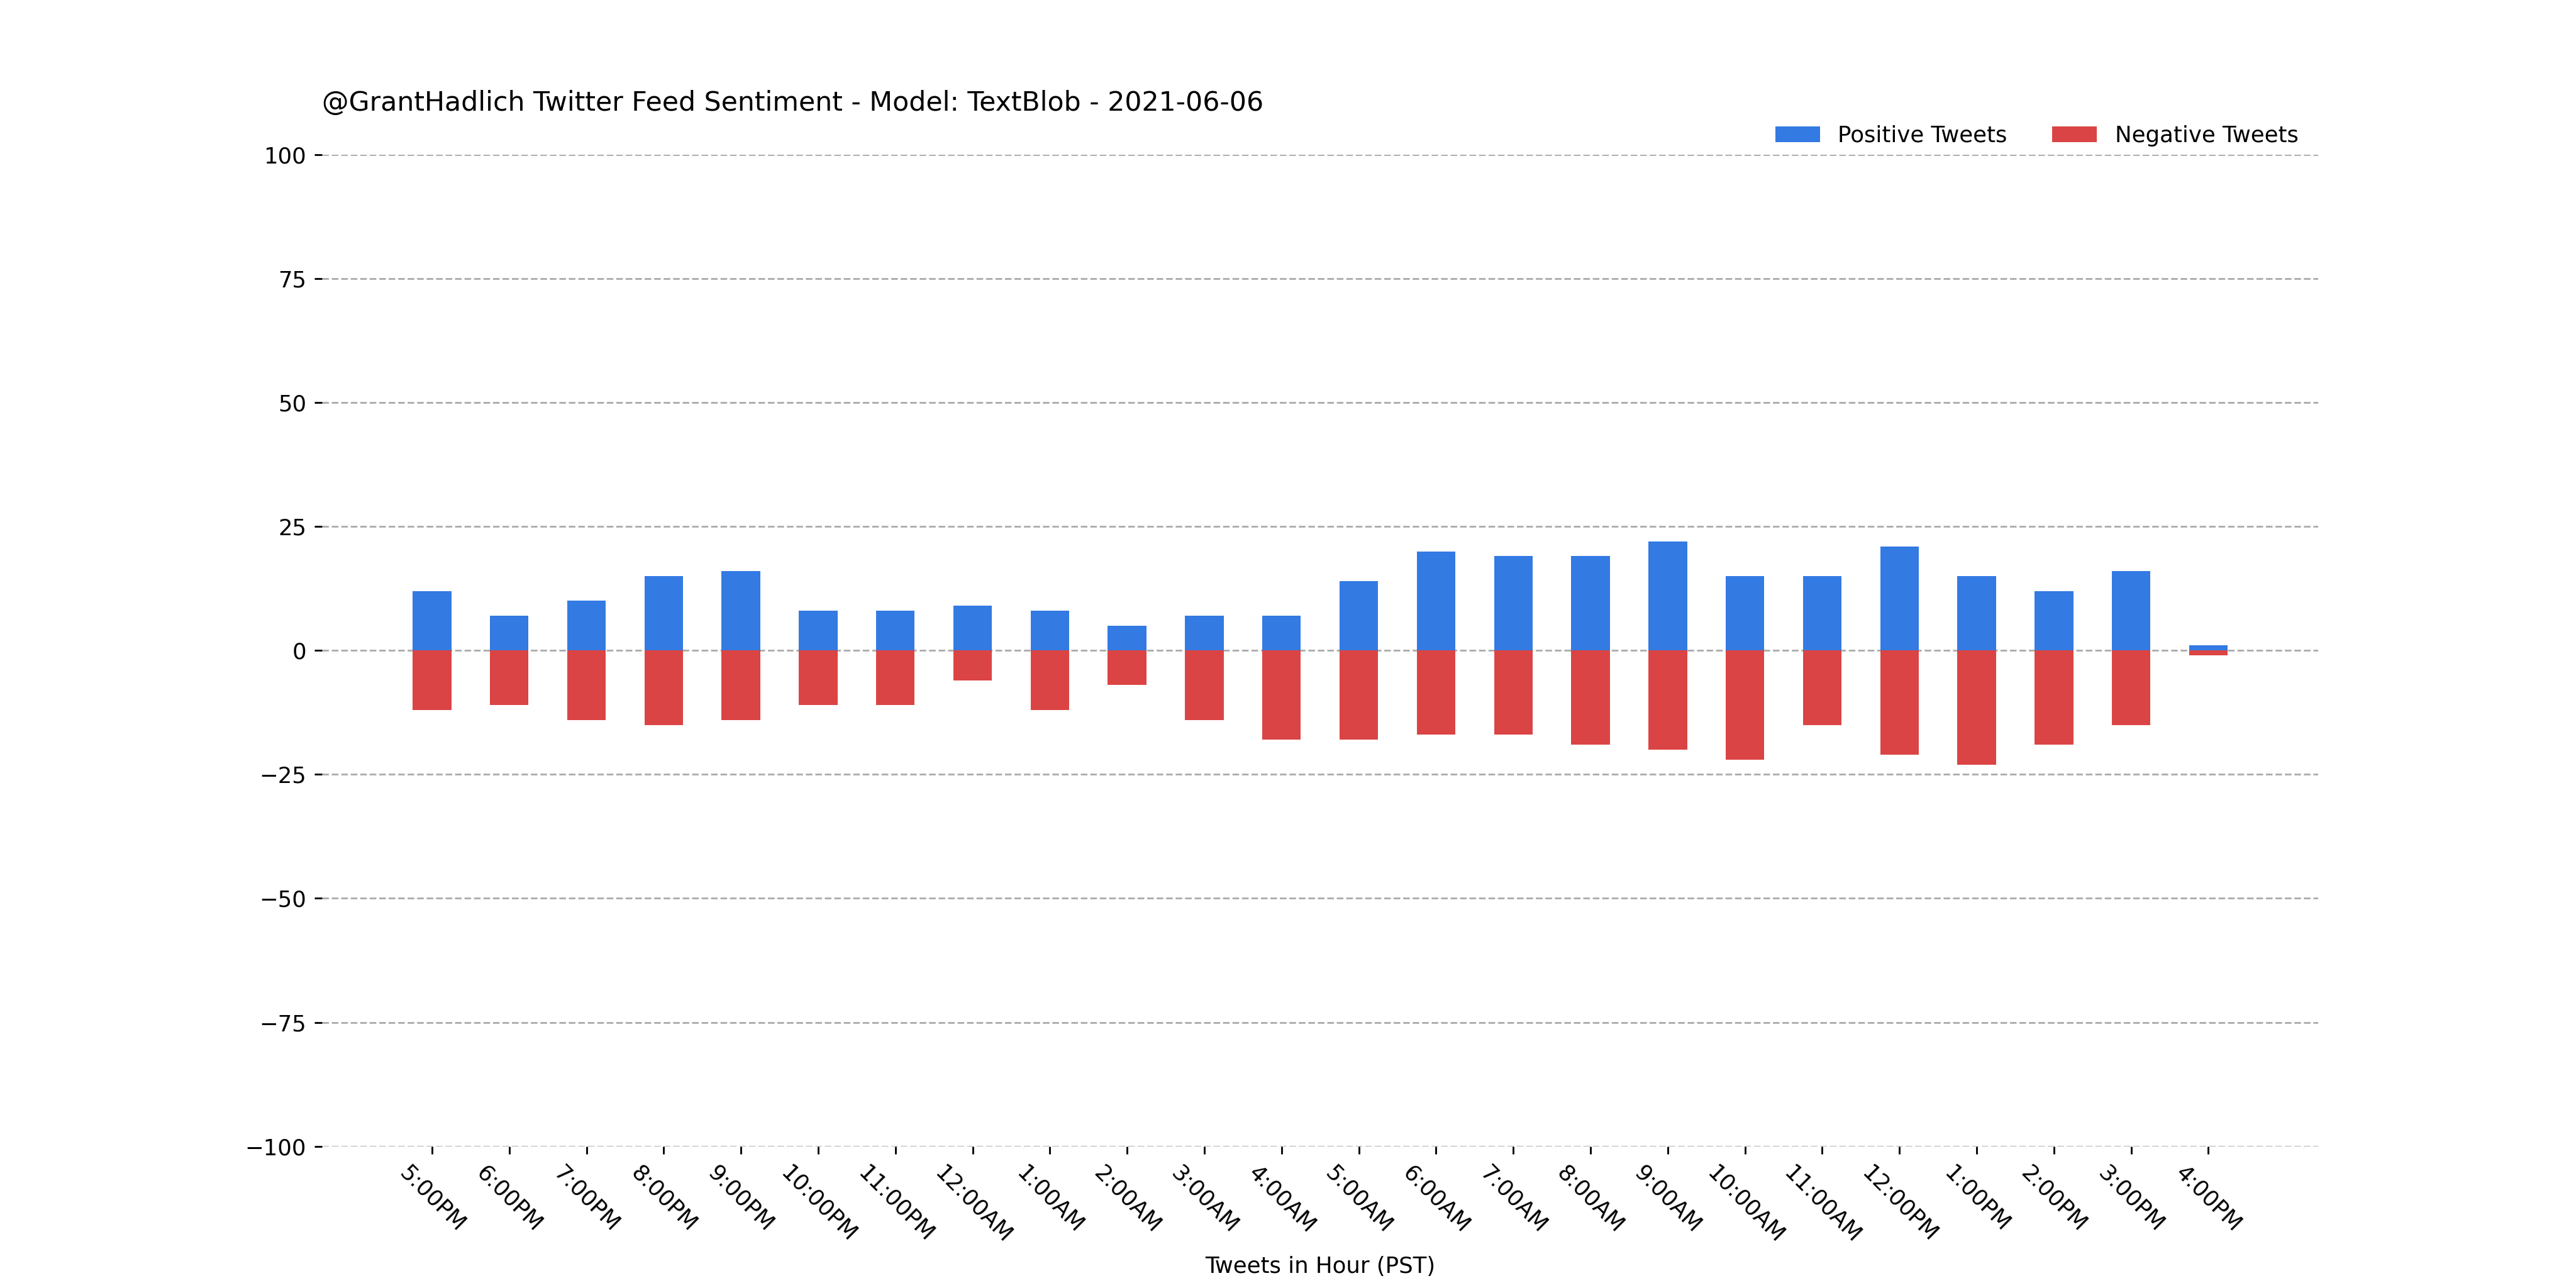 @GrantHadlich Twitter Feed Sentiment - Model: TextBlob - 2021-06-06
Positive Tweets Negative Tweets
100
75
50
25
0
−25
−50
−75
−100
5:00PM 6:00PM 7:00PM 8:00PM 9:00PM 10:00PM 11:00PM 12:00AM 1:00AM 2:00AM 3:00AM 4:00AM 5:00AM 6:00AM 7:00AM 8:00AM 9:00AM 10:00AM 11:00AM 12:00PM 1:00PM 2:00PM 3:00PM 4:00PM
Tweets in Hour (PST)